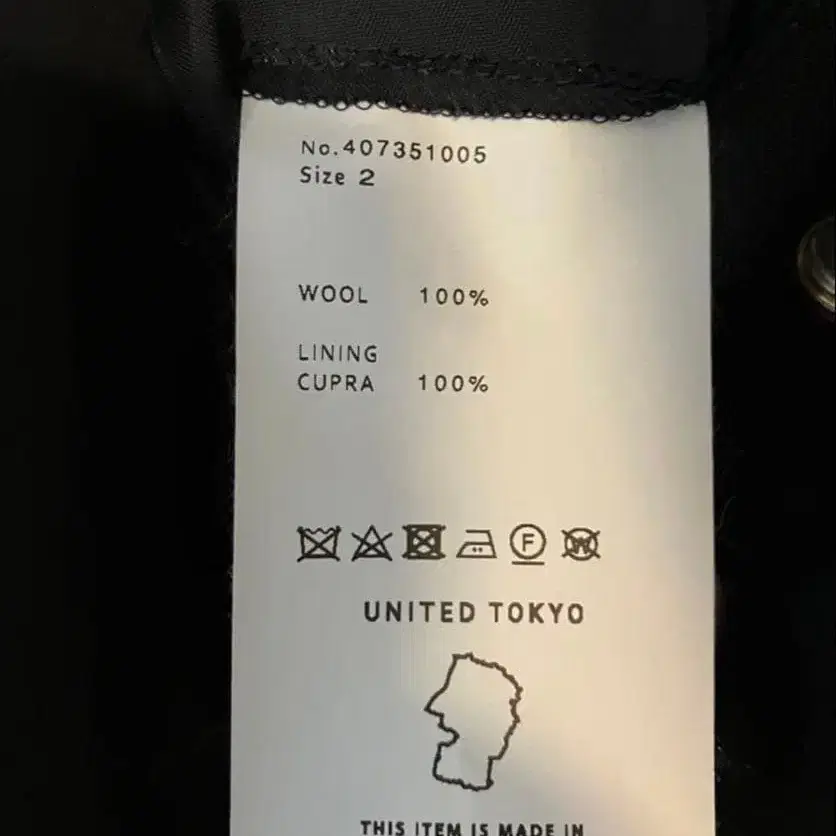 No.407351005
Size 2
WOOL 100%
LINING
CUPRA 100%
F W
UNITED TOKYO
THIS ITEM IS MADE IN